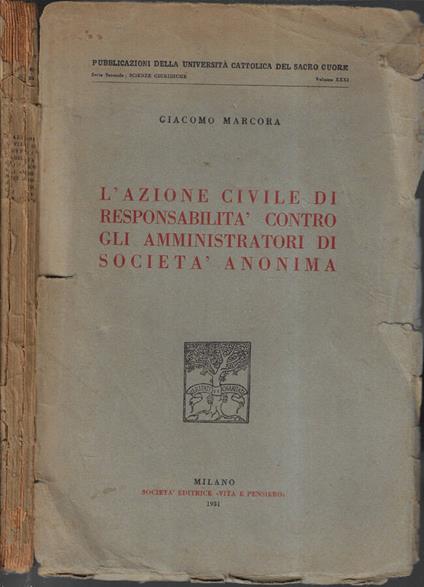 PUBBLICAZIONI DELLA UNIVERSITÀ CATTOLICA DEL SACRO CUORE
Serie Seconda: SCIENZE GIURIDICHE Volume XXXI
GIACOMO MARCORA
L'AZIONE CIVILE DI
RESPONSABILITA' CONTRO
GLI AMMINISTRATORI DI
SOCIETA' ANONIMA
MILANO
SOCIETA' EDITRICE «VITA E PENSIERO»
1931